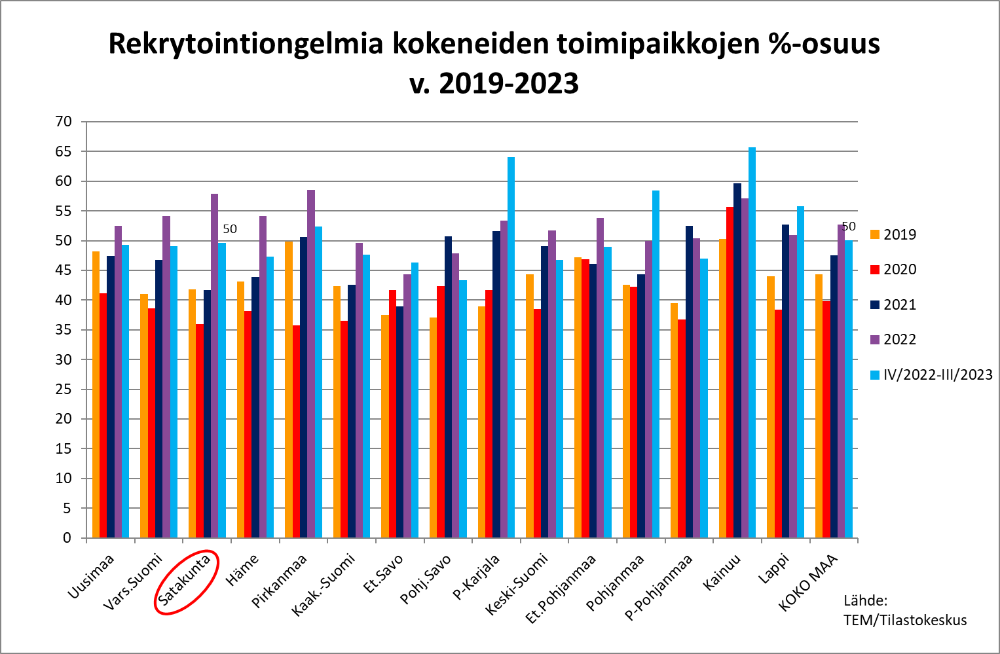 Rekrytointiongelmia kokeneiden toimipaikkojen %-osuus
v. 2019-2023
70
65
60
55
50
45
40
35
30
25
20
15
10
5
0
50
50
Uusimaa
Vars.Suomi
Satakunta
Häme
Pirkanmaa
Kaak.-Suomi
Et.Savo
Pohj.Savo
P-Karjala
Keski-Suomi
Et.Pohjanmaa
Pohjanmaa
P-Pohjanmaa
Kainuu
Lappi
KOKO MAA
2019
2020
2021
2022
IV/2022-III/2023
Lähde:
TEM/Tilastokeskus